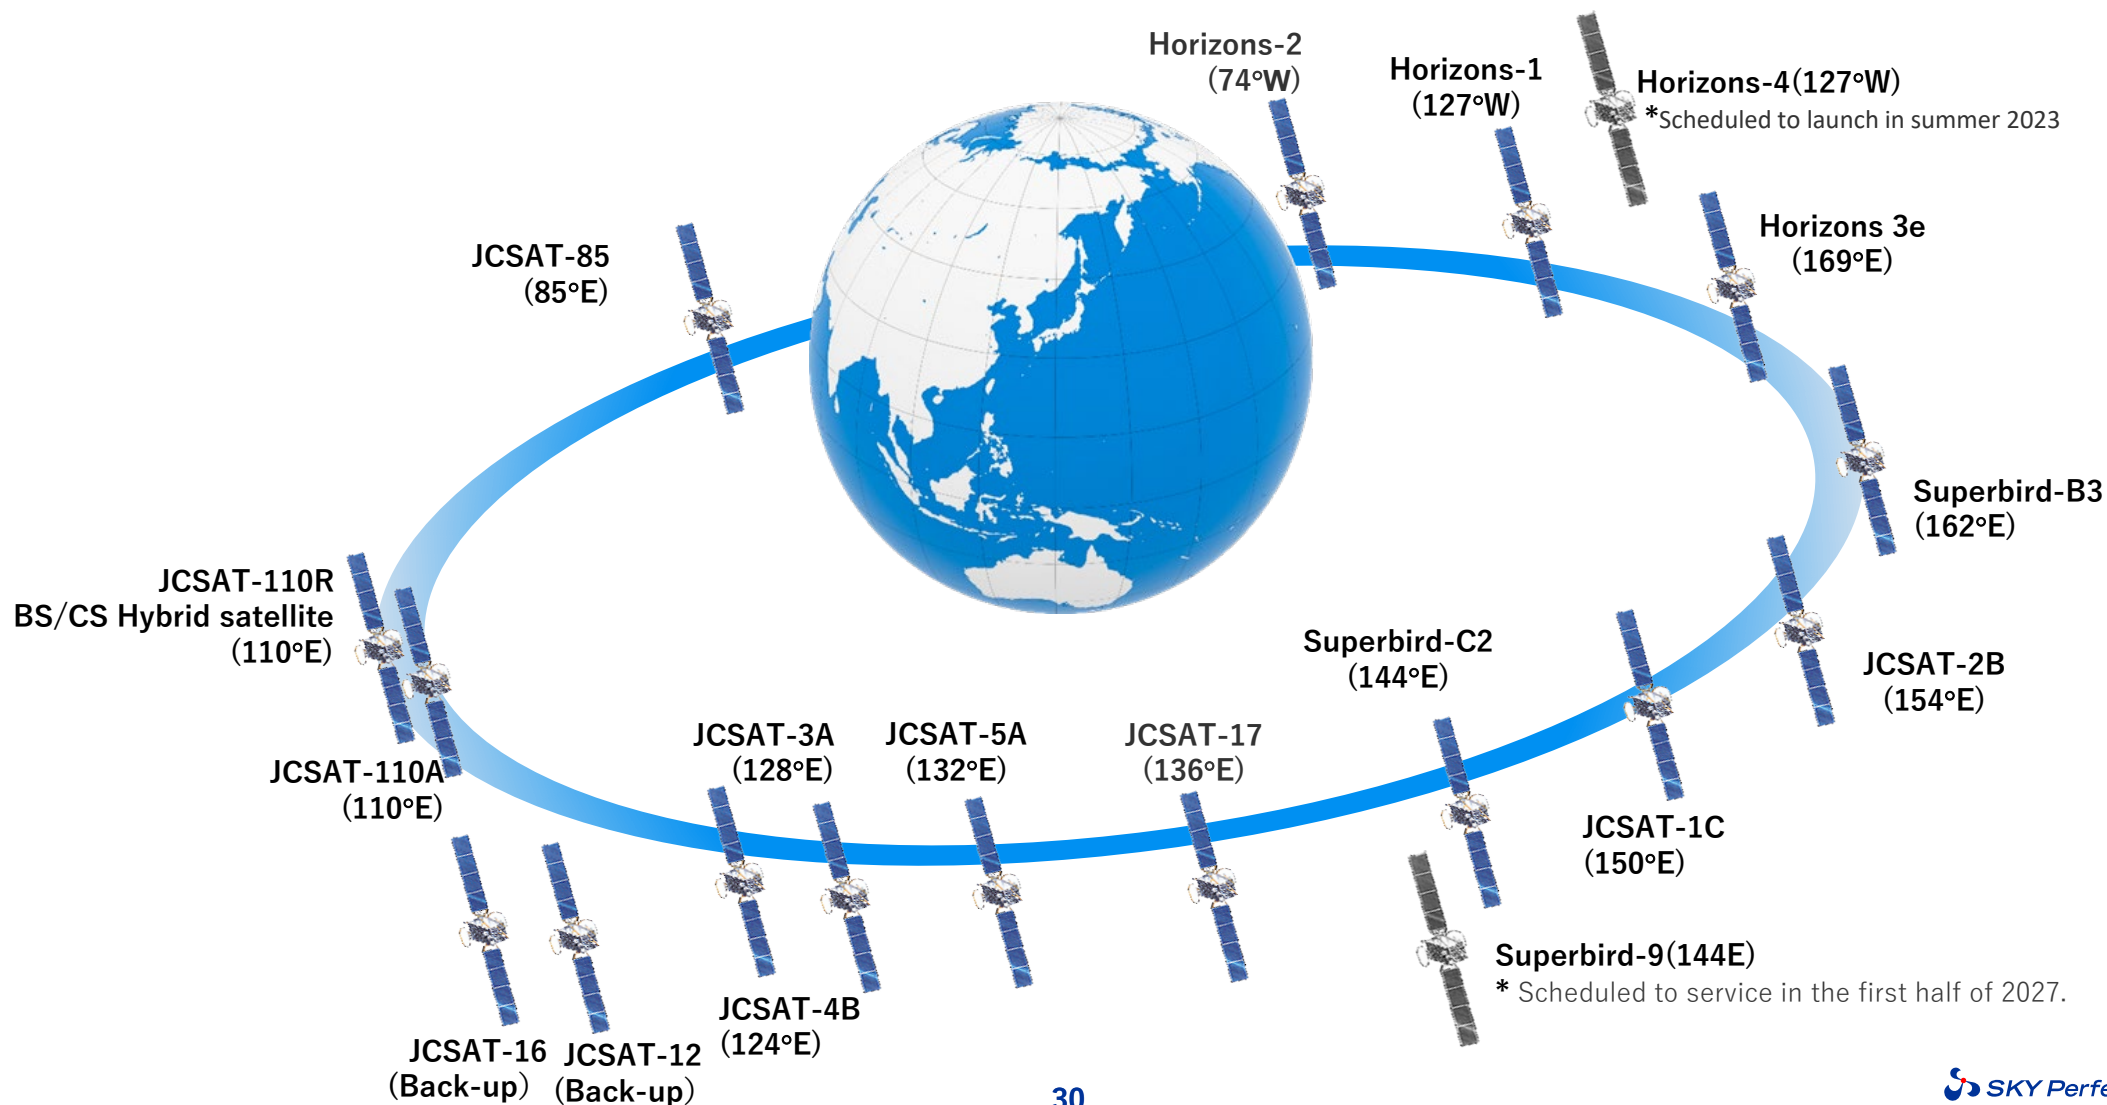 Horizons-2
(74°W)
Horizons-1
(127°W)
Horizons-4(127°W)
*Scheduled to launch in summer 2023
Horizons 3e
(169°E)
JCSAT-85
(85°E)
Superbird-B3
(162°E)
JCSAT-110R
BS/CS Hybrid satellite
(110°E)
Superbird-C2
(144°E)
JCSAT-2B
(154°E)
JCSAT-3A
(128°E)
JCSAT-5A
(132°E)
JCSAT-17
(136°E)
JCSAT-110A
(110°E)
JCSAT-1C
(150°E)
Superbird-9(144E)
* Scheduled to service in the first half of 2027.
JCSAT-4B
(124°E)
JCSAT-16
(Back-up)
JCSAT-12
(Back-up)
30
SKY Perfe